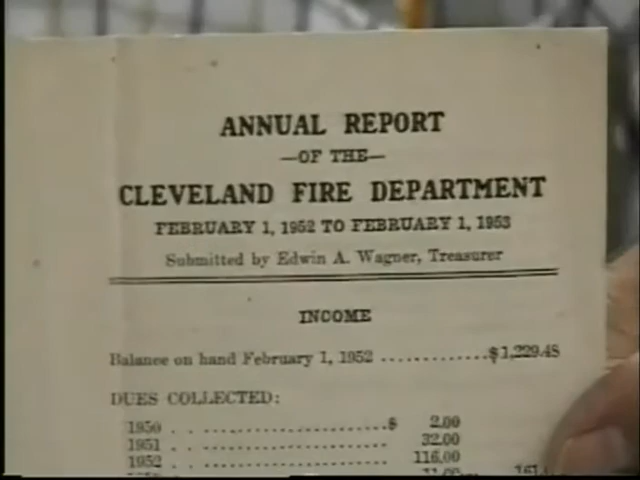 ANNUAL REPORT
—OF THE—
CLEVELAND FIRE DEPARTMENT
FEBRUARY 1, 1952 TO FEBRUARY 1, 1953
Submitted by Edwin A. Wagner, Treasurer
INCOME
Balance on hand February 1, 1952 ............$1,229.48
DUES COLLECTED:
1950 . . ..........................$ 2.00
1951 . . .......................... 32.00
1952 . . .......................... 116.00